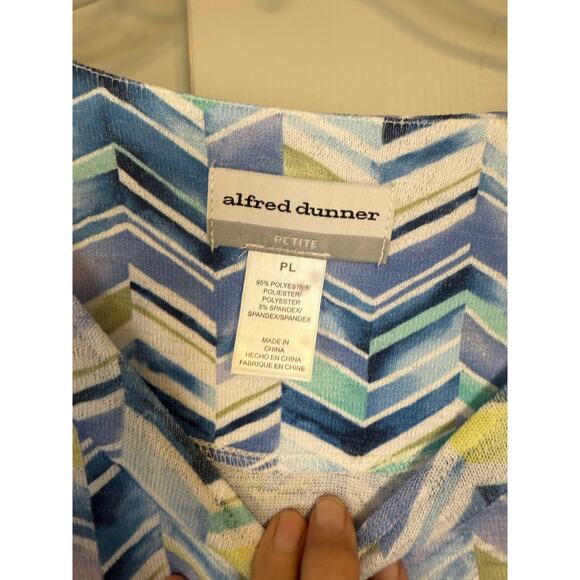 alfred dunner
PETITE
PL
95% POLYESTER/
POLIÉSTER/
POLYESTER
5% SPANDEX/
SPANDEX/SPANDEX
MADE IN
CHINA
HECHO EN CHINA
FABRIQUE EN CHINE